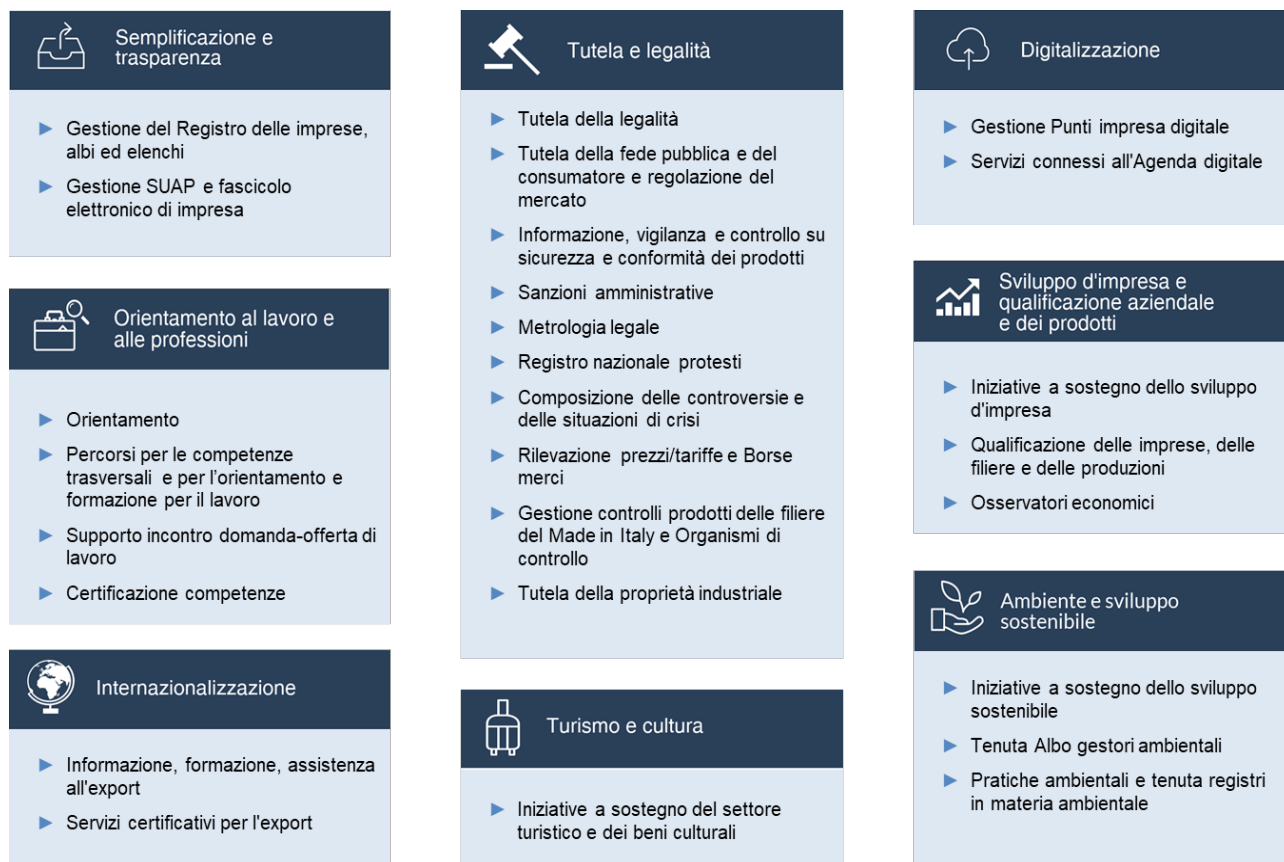 Semplificazione e
trasparenza
Gestione del Registro delle imprese,
albi ed elenchi
Gestione SUAP e fascicolo
elettronico di impresa
Orientamento al lavoro e
alle professioni
Orientamento
Percorsi per le competenze
trasversali e per l'orientamento e
formazione per il lavoro
Supporto incontro domanda-offerta di
lavoro
Certificazione competenze
Internazionalizzazione
Informazione, formazione, assistenza
all'export
Servizi certificativi per l'export
Tutela e legalità
Tutela della legalità
Tutela della fede pubblica e del
consumatore e regolazione del
mercato
Informazione, vigilanza e controllo su
sicurezza e conformità dei prodotti
Sanzioni amministrative
Metrologia legale
Registro nazionale protesti
Composizione delle controversie e
delle situazioni di crisi
Rilevazione prezzi/tariffe e Borse
merci
Gestione controlli prodotti delle filiere
del Made in Italy e Organismi di
controllo
Tutela della proprietà industriale
Turismo e cultura
Iniziative a sostegno del settore
turistico e dei beni culturali
Digitalizzazione
Gestione Punti impresa digitale
Servizi connessi all'Agenda digitale
Sviluppo d'impresa e
qualificazione aziendale
e dei prodotti
Iniziative a sostegno dello sviluppo
d'impresa
Qualificazione delle imprese, delle
filiere e delle produzioni
Osservatori economici
Ambiente e sviluppo
sostenibile
Iniziative a sostegno dello sviluppo
sostenibile
Tenuta Albo gestori ambientali
Pratiche ambientali e tenuta registri
in materia ambientale